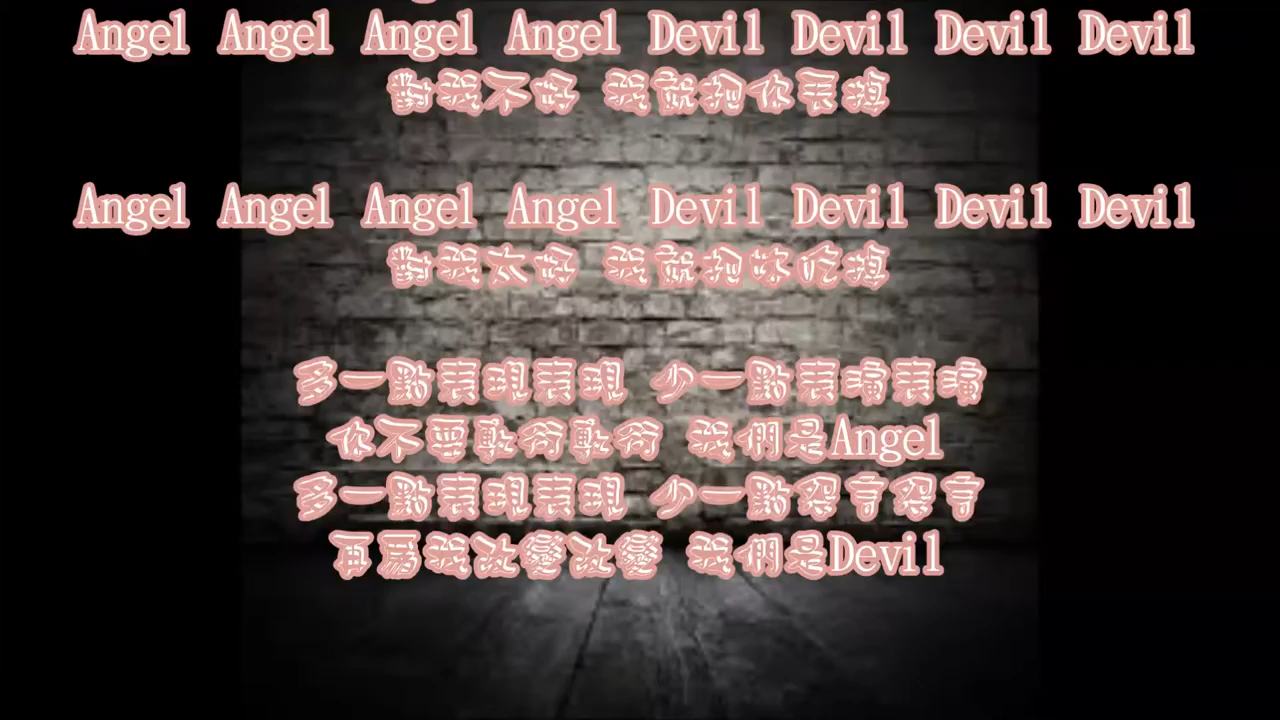 Angel Angel Angel Angel Devil Devil Devil Devil
對我不好 我就把你丟掉
Angel Angel Angel Angel Devil Devil Devil Devil
對我太好 我就把妳吃掉
多一點表現表現 少一點表演表演
你不要敷衍敷衍 我們是Angel
多一點表現表現 少一點怨言怨言
再為我改變改變 我們是Devil